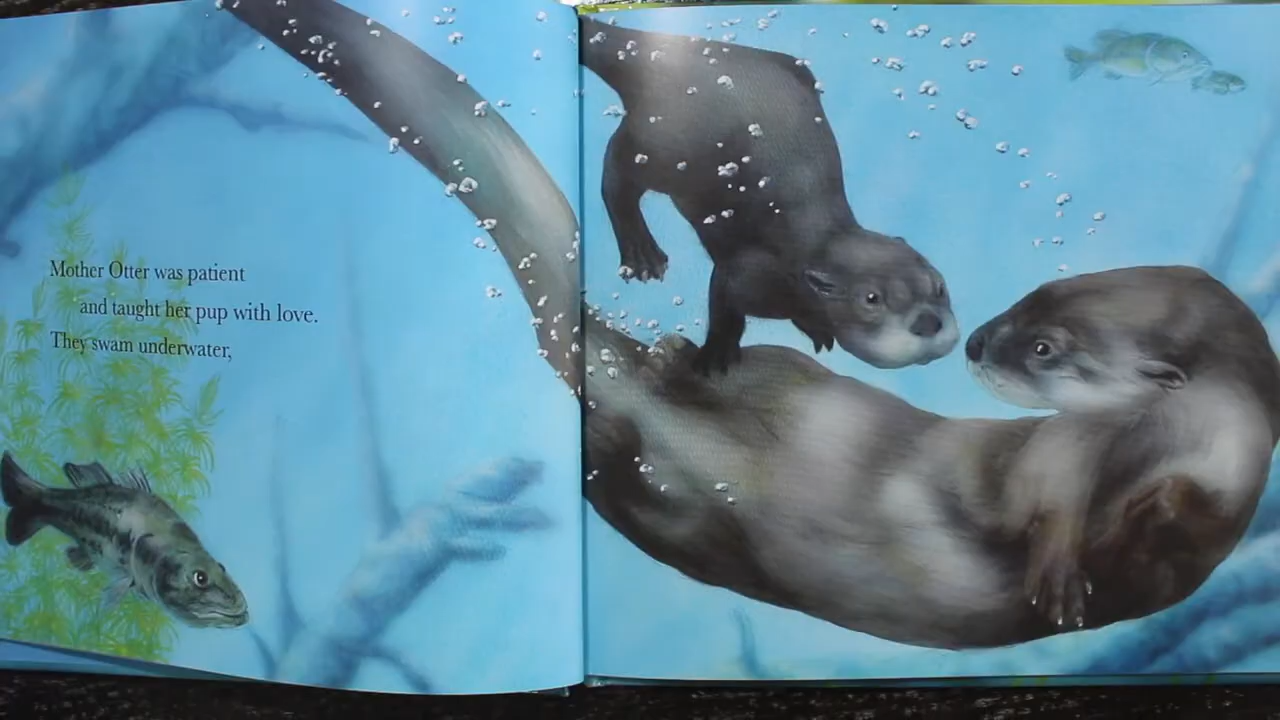 Mother Otter was patient
and taught her pup with love.
They swam underwater,